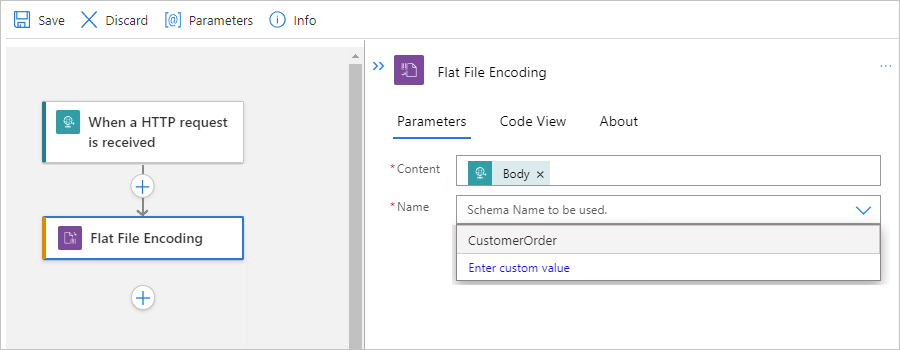 Save
Discard
[@] Parameters
Info
When a HTTP request
is received
Flat File Encoding
Flat File Encoding
...
Parameters
Code View
About
*Content
Body ×
*Name
Schema Name to be used.
CustomerOrder
Enter custom value